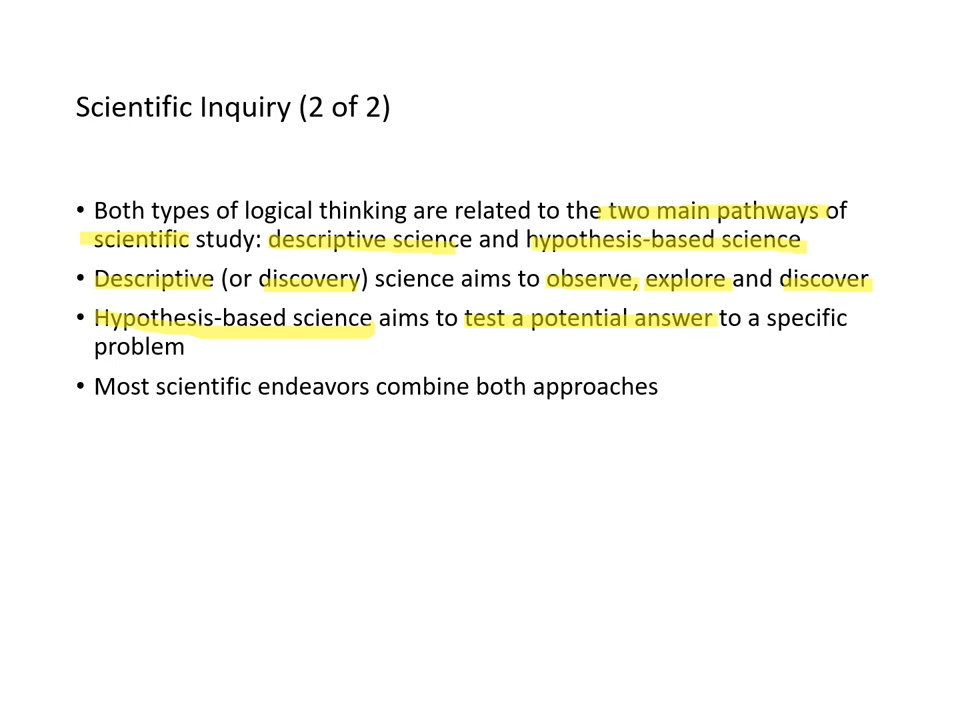 Scientific Inquiry (2 of 2)
• Both types of logical thinking are related to the two main pathways of
scientific study: descriptive science and hypothesis-based science
• Descriptive (or discovery) science aims to observe, explore and discover
• Hypothesis-based science aims to test a potential answer to a specific
problem
• Most scientific endeavors combine both approaches